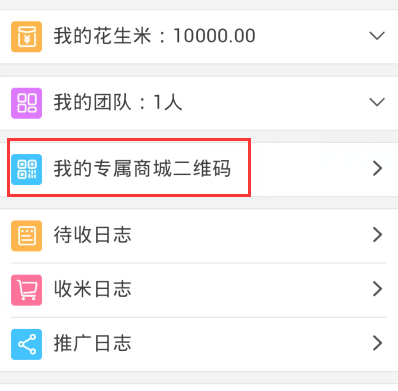 我的花生米：10000.00
我的团队：1人
我的专属商城二维码
待收日志
收米日志
推广日志